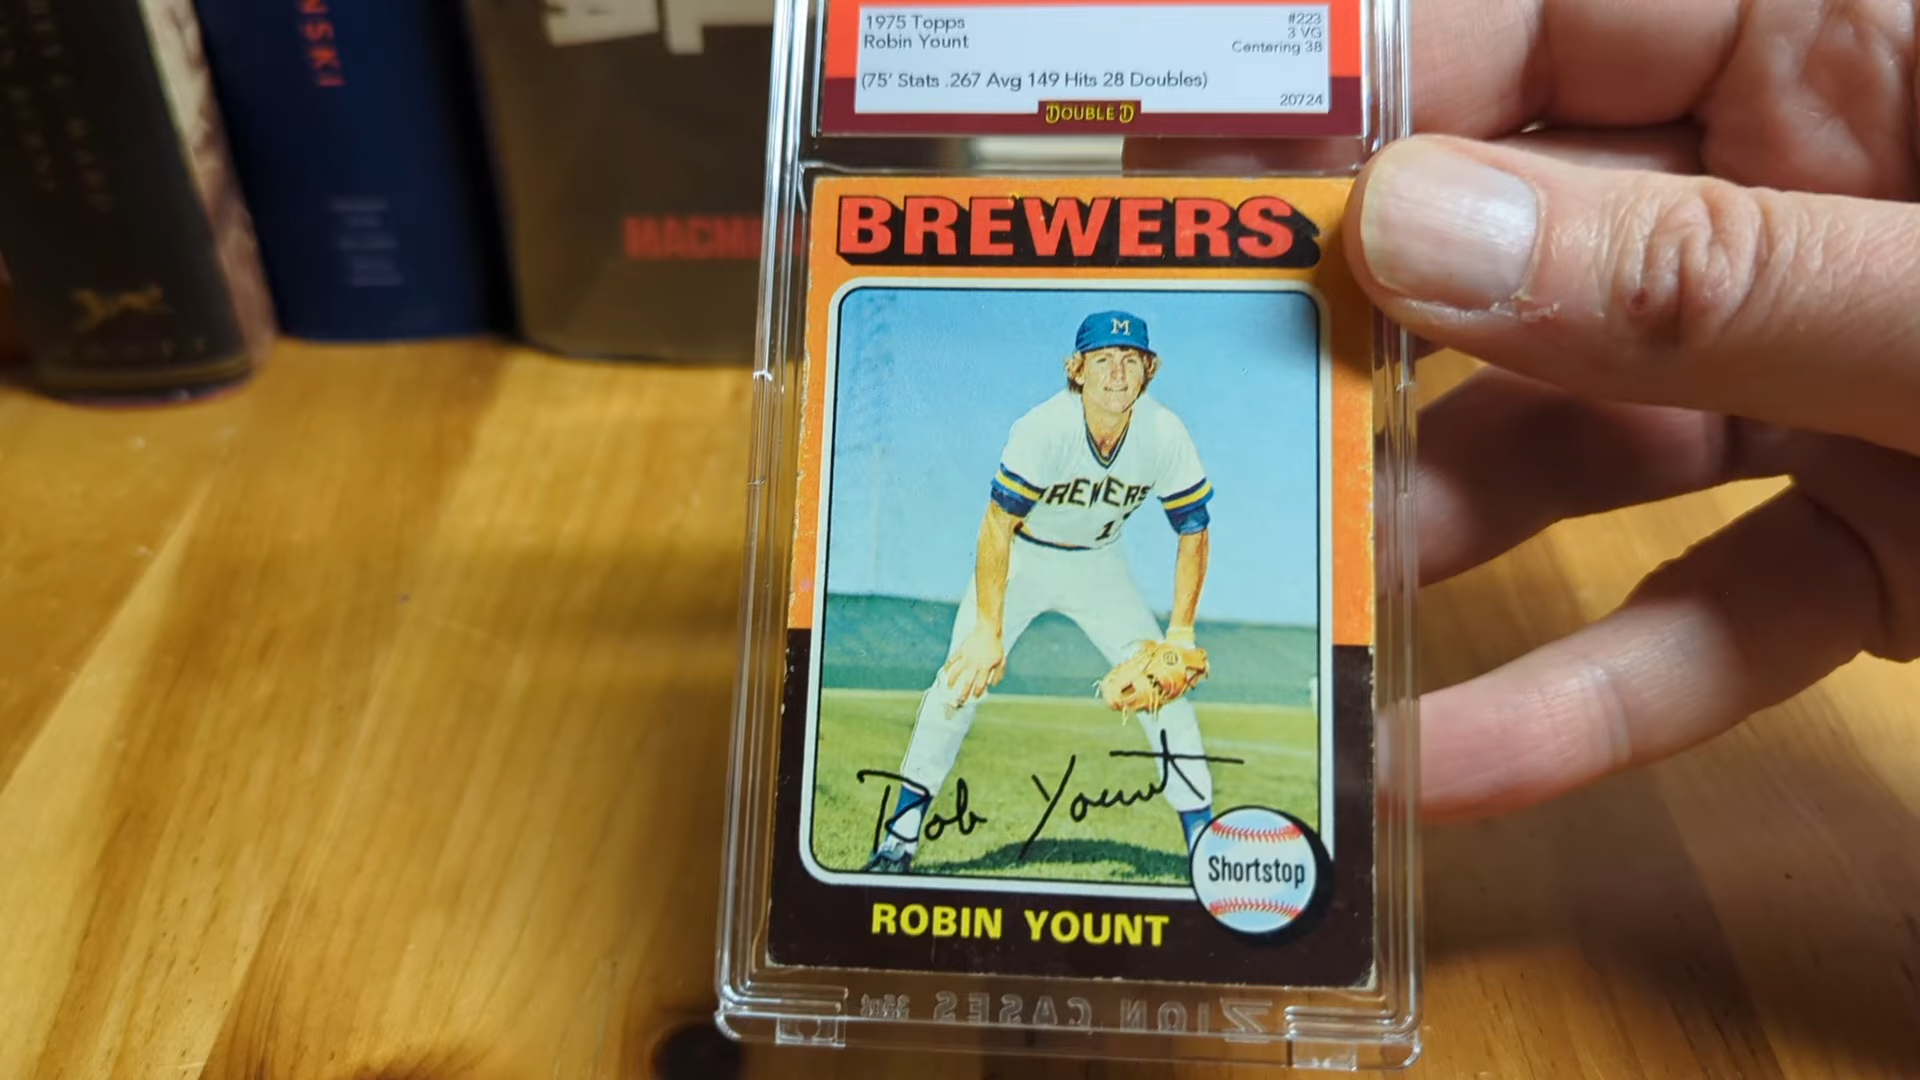 1975 Topps
Robin Yount
#223
3 VG
Centering 38
(75' Stats .267 Avg 149 Hits 28 Doubles)
20724
DOUBLE D
NSKI
BREWERS
M
BREWERS
Rob Yount
Shortstop
ROBIN YOUNT
ZION CASES